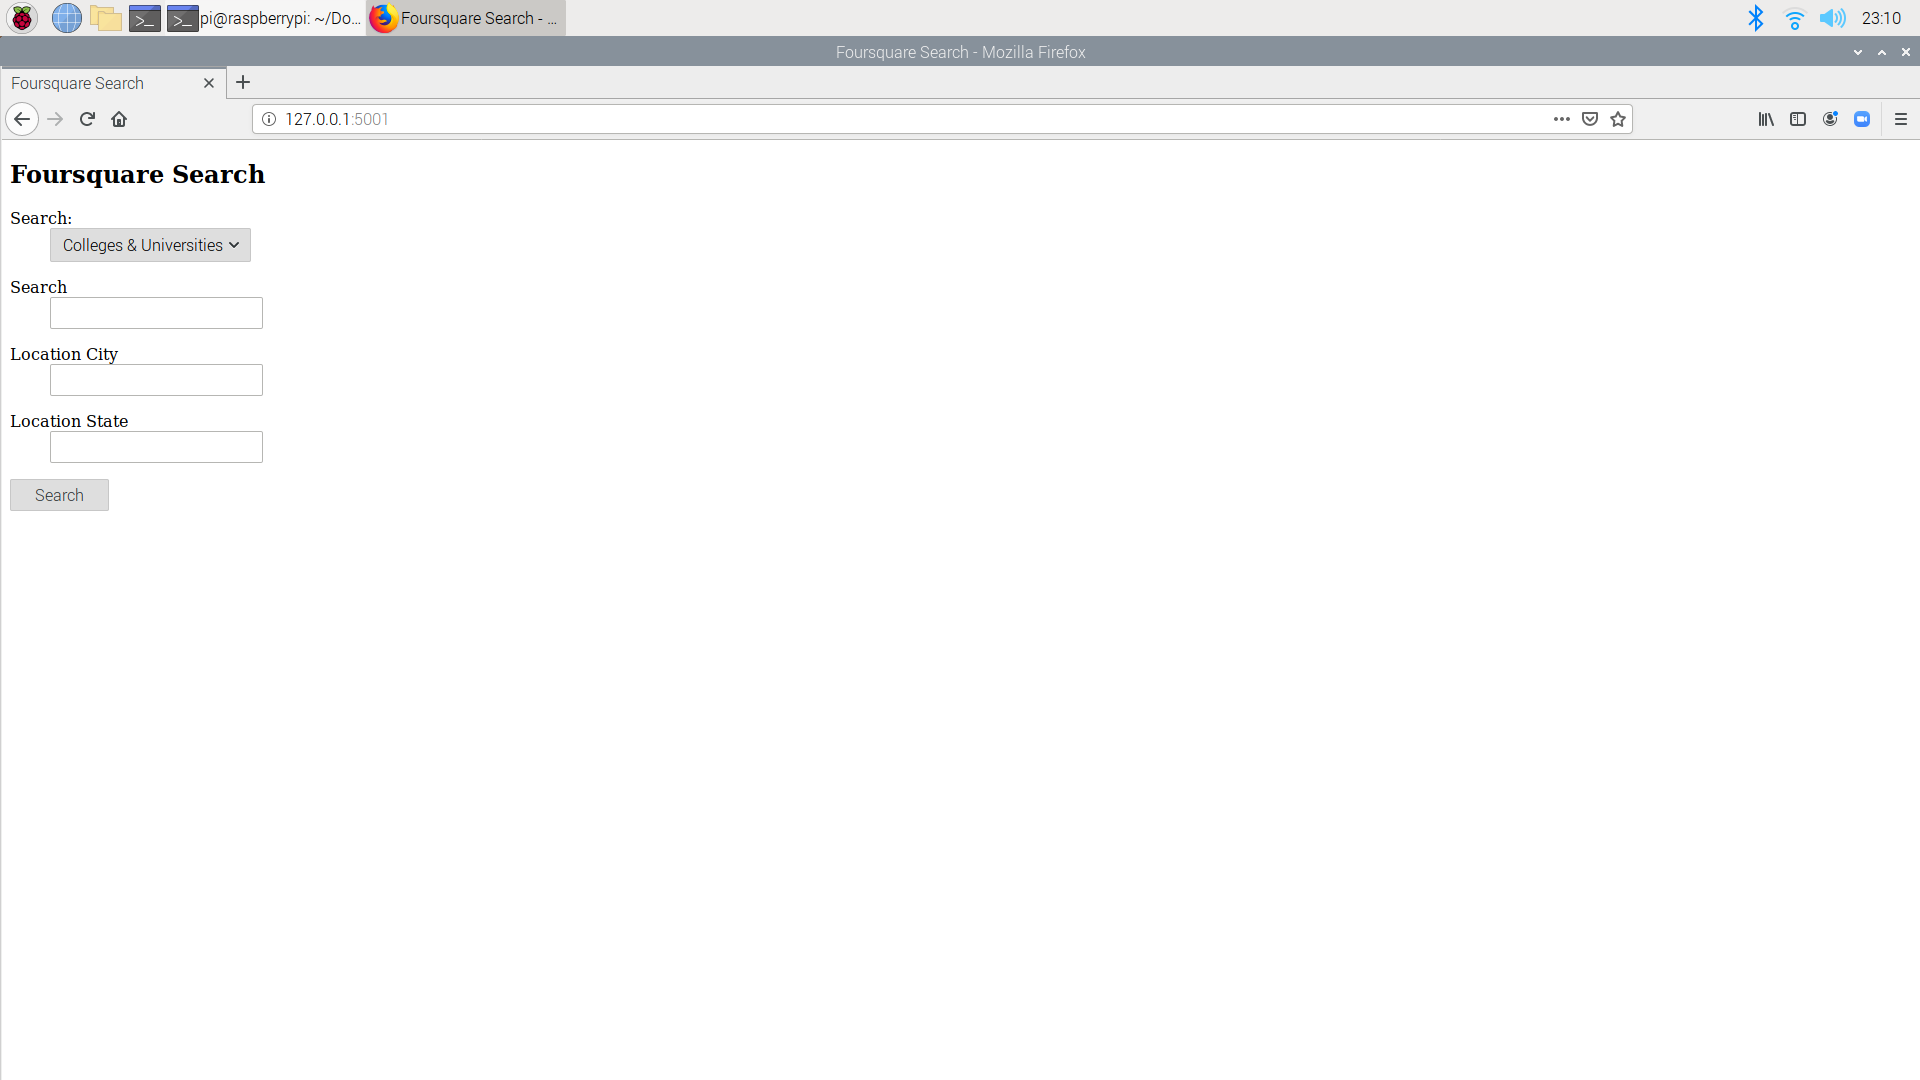 pi@raspberrypi: ~/Do...
Foursquare Search - ...
23:10
Foursquare Search - Mozilla Firefox
Foursquare Search
127.0.0.1:5001
Foursquare Search
Search:
Colleges & Universities
Search
Location City
Location State
Search